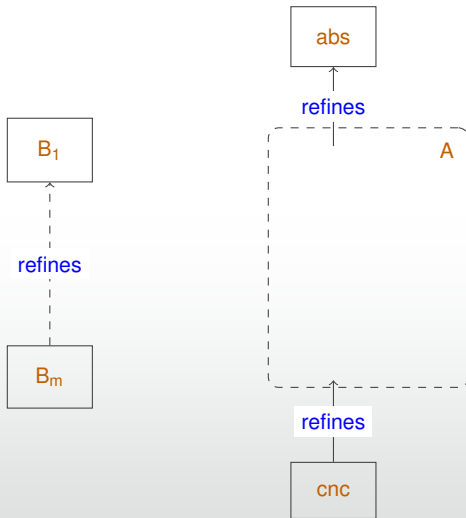 abs
refines
B₁
A
refines
Bₘ
refines
cnc